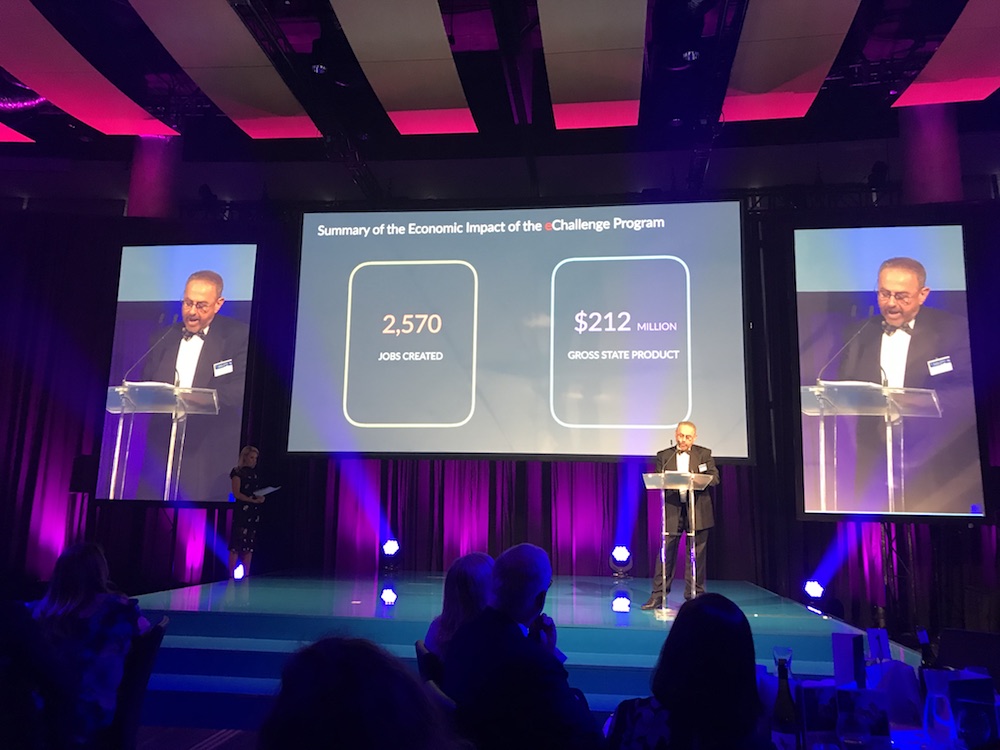 Summary of the Economic Impact of the eChallenge Program
2,570
JOBS CREATED
$212 MILLION
GROSS STATE PRODUCT